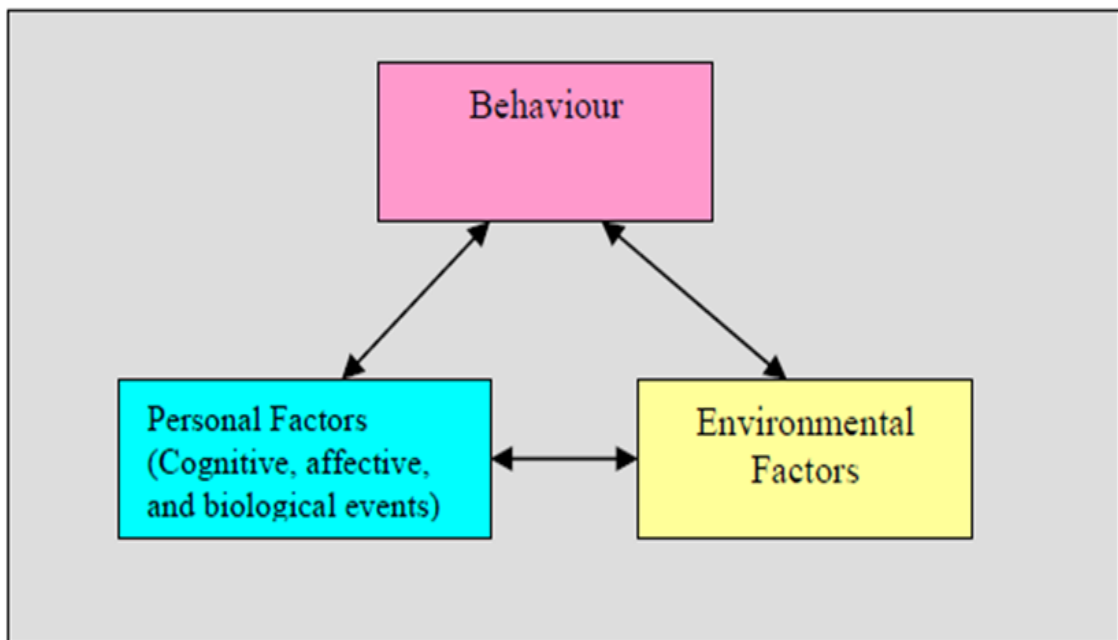 Behaviour
Personal Factors
(Cognitive, affective,
and biological events)
Environmental
Factors